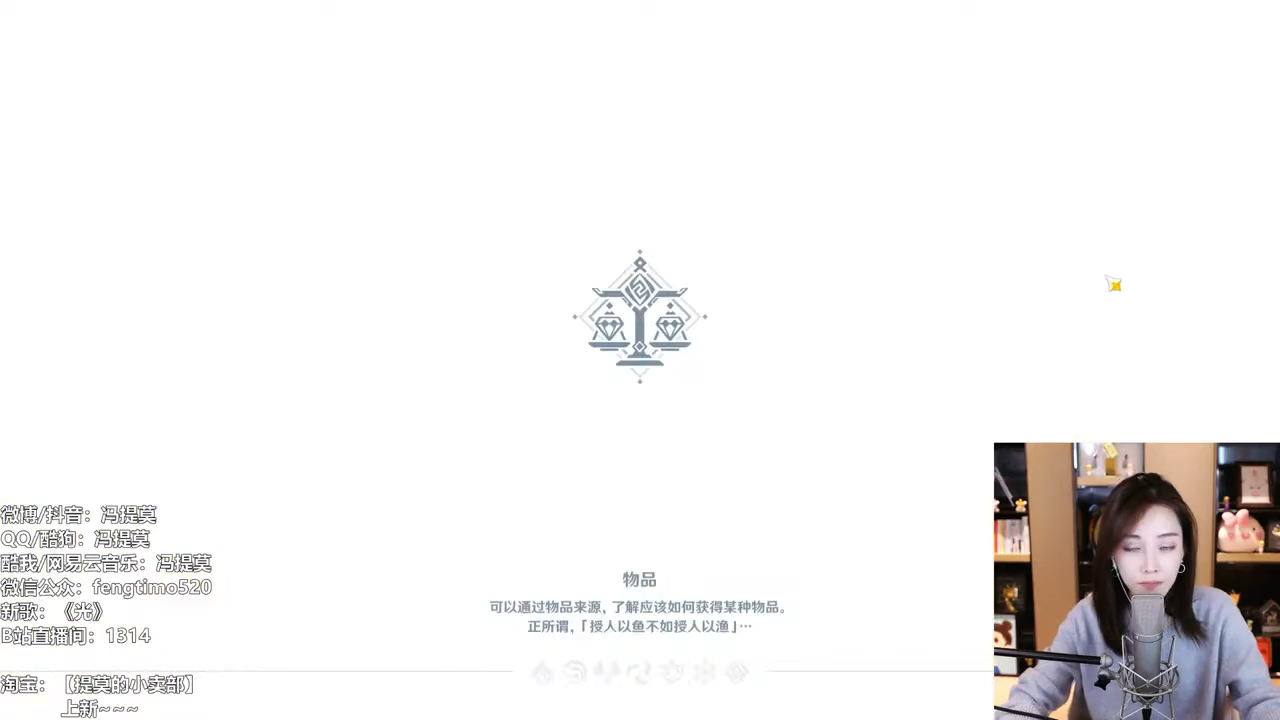 物品
可以通过物品来源，了解应该如何获得某种物品。
正所谓，「授人以鱼不如授人以渔」…
微博/抖音：冯提莫
QQ/酷狗：冯提莫
酷我/网易云音乐：冯提莫
微信公众：fengtimo520
新歌：《光》
B站直播间：1314
淘宝：【提莫的小卖部】
上新~~~